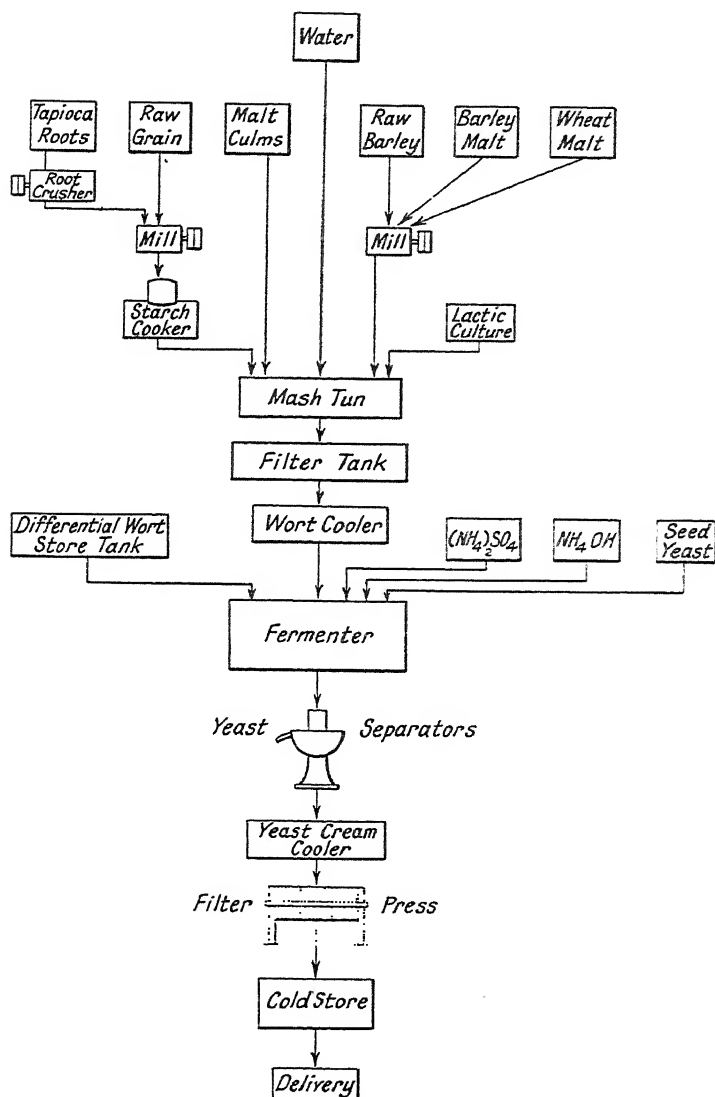 Water
Tapioca
Roots
Raw
Grain
Malt
Culms
Raw
Barley
Barley
Malt
Wheat
Malt
Root
Crusher
Mill
Mill
Starch
Cooker
Lactic
Culture
Mash Tun
Filter Tank
Differential Wort
Store Tank
Wort Cooler
(NH4)2SO4
NH4OH
Seed
Yeast
Fermenter
Yeast Separators
Yeast Cream
Cooler
Filter Press
Cold Store
Delivery